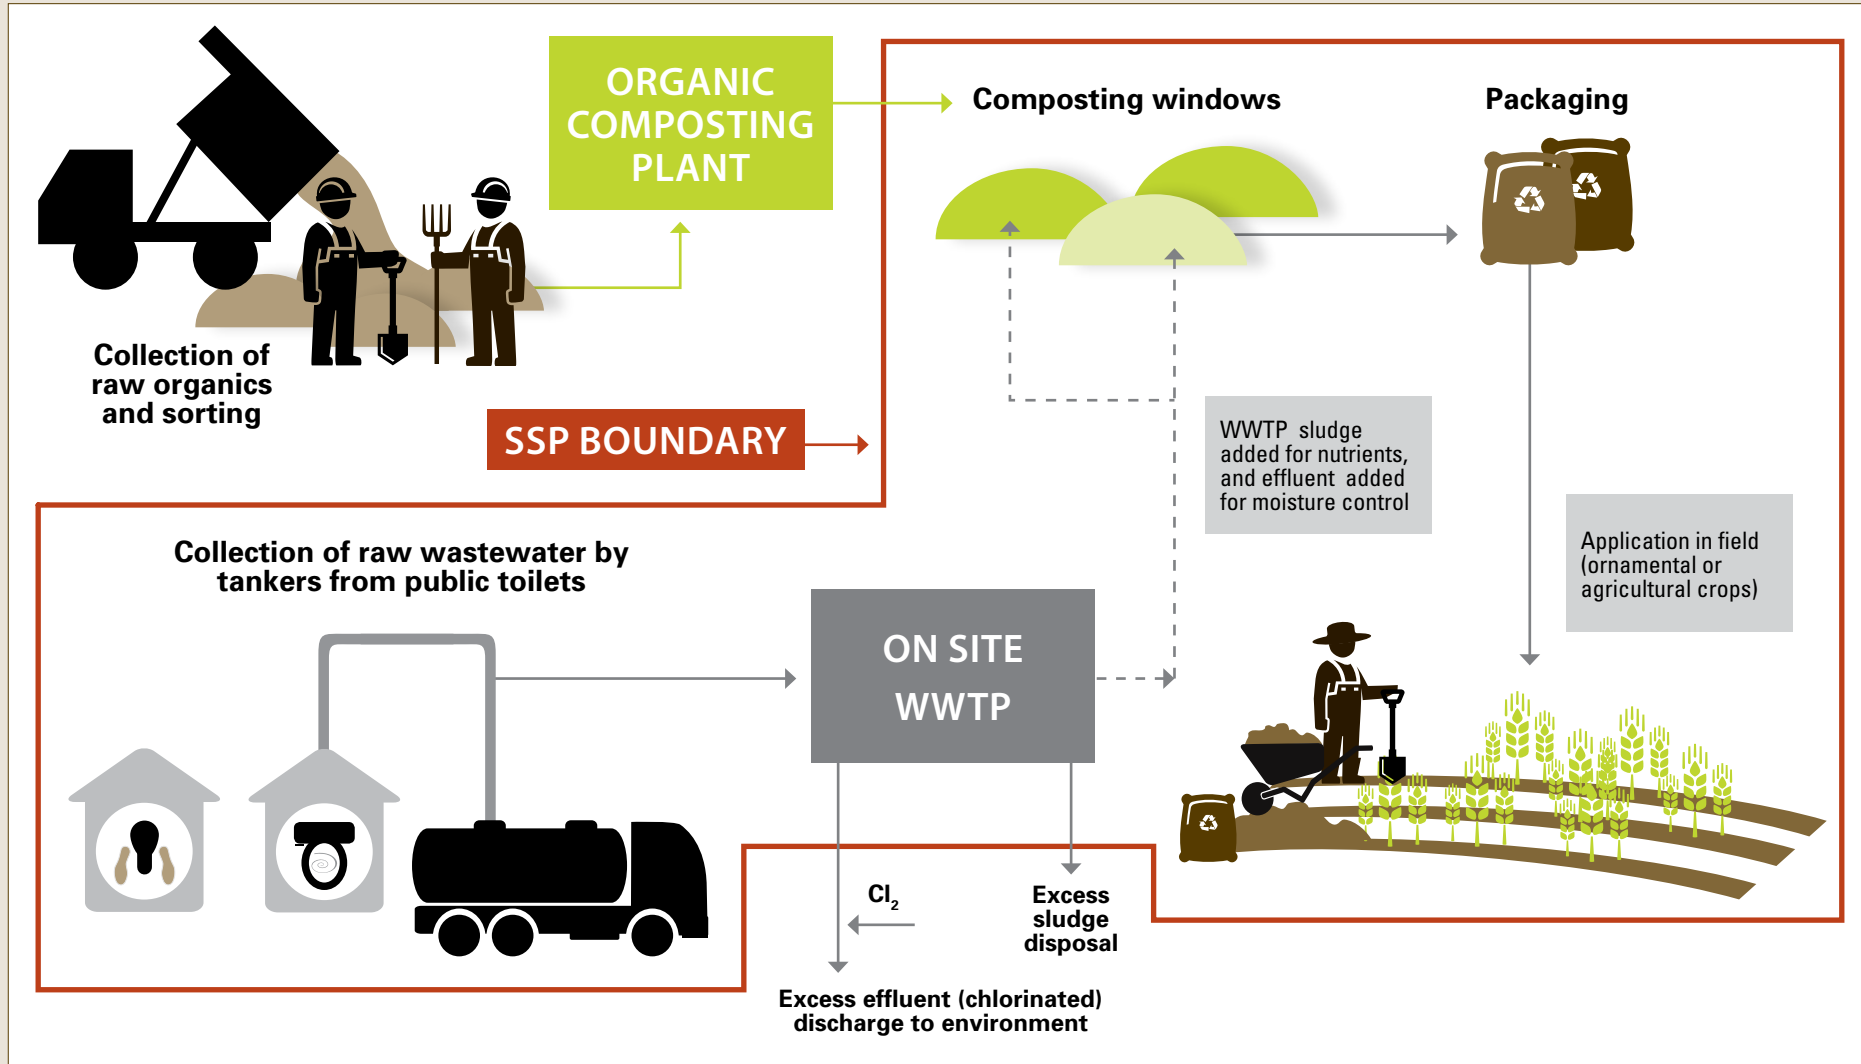 ORGANIC
COMPOSTING
PLANT
Composting windows
Packaging
Collection of
raw organics
and sorting
SSP BOUNDARY
WWTP sludge
added for nutrients,
and effluent added
for moisture control
Application in field
(ornamental or
agricultural crops)
Collection of raw wastewater by
tankers from public toilets
ON SITE
WWTP
Cl₂
Excess
sludge
disposal
Excess effluent (chlorinated)
discharge to environment